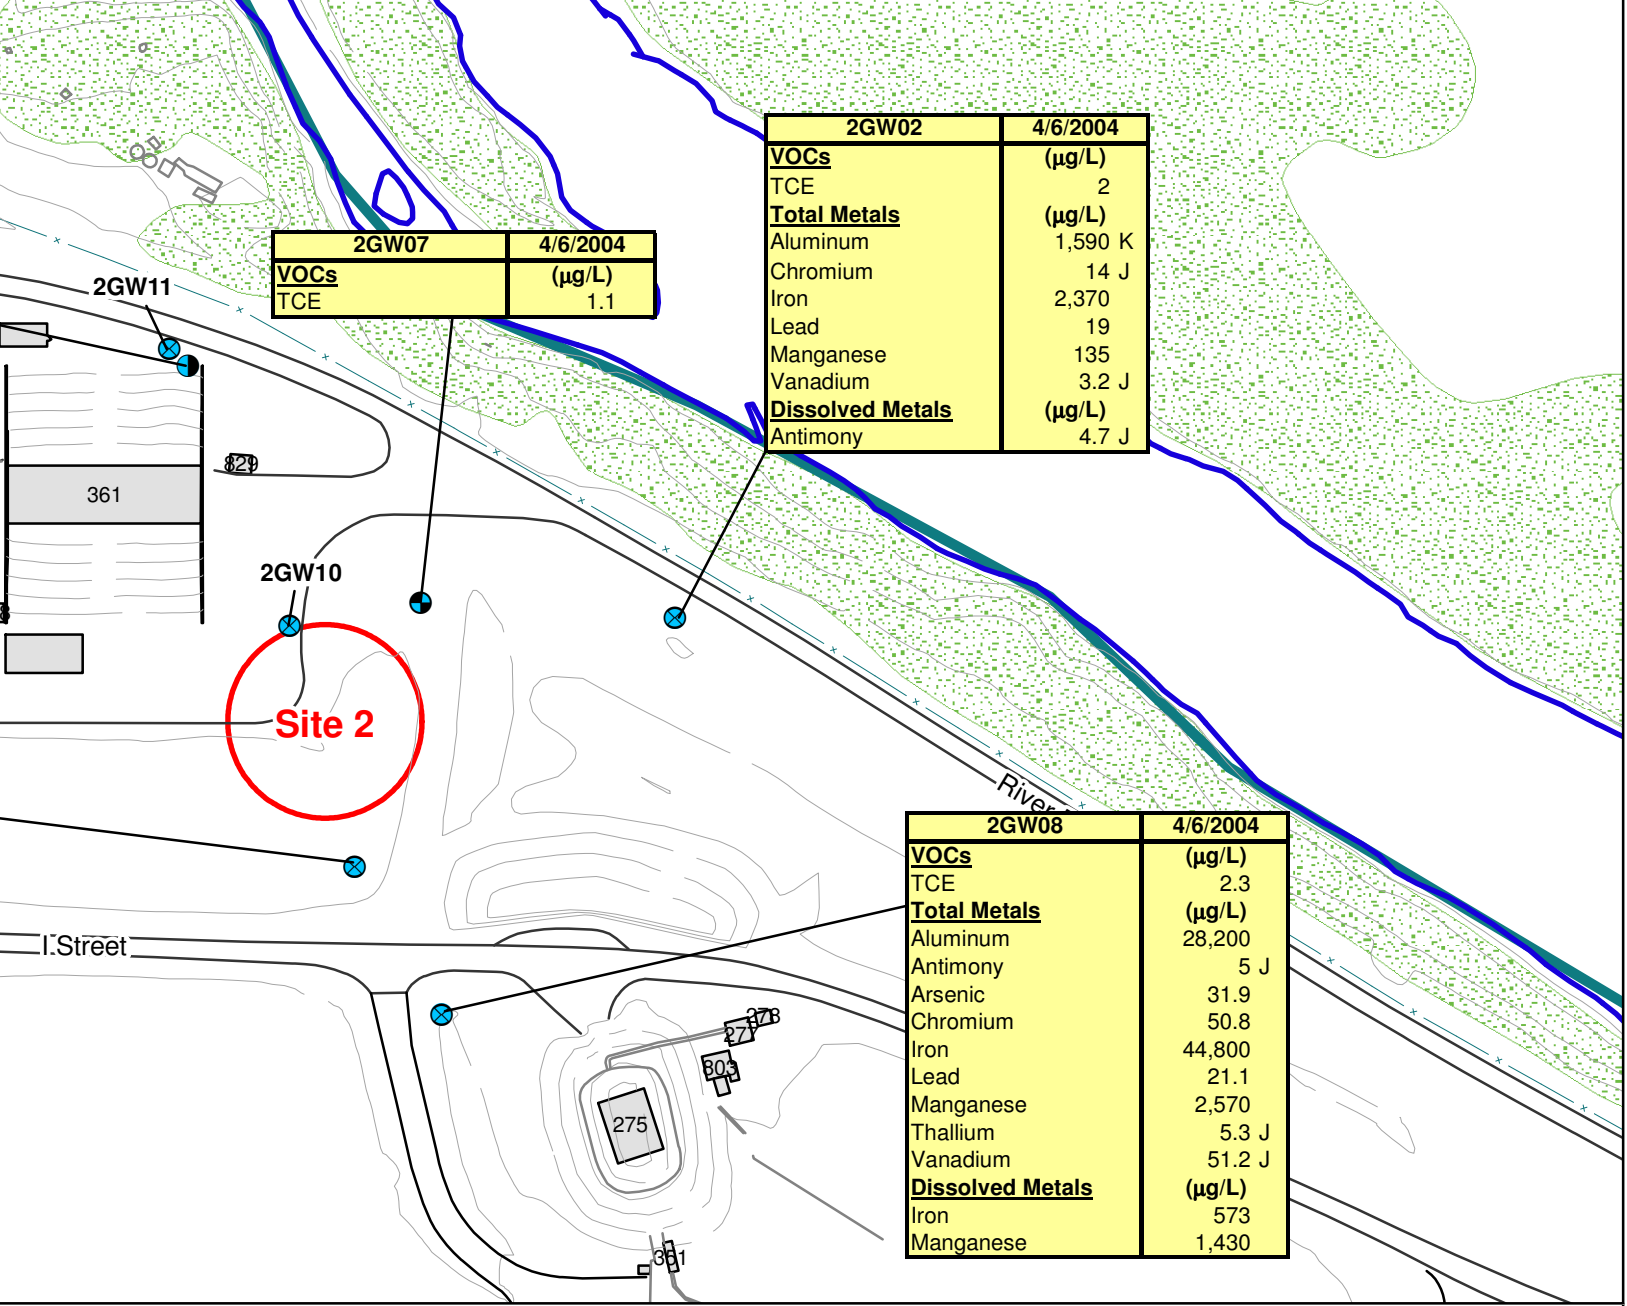 2GW02 4/6/2004
VOCs (µg/L)
TCE 2
Total Metals (µg/L)
Aluminum 1,590 K
Chromium 14 J
Iron 2,370
Lead 19
Manganese 135
Vanadium 3.2 J
Dissolved Metals (µg/L)
Antimony 4.7 J
2GW07 4/6/2004
VOCs (µg/L)
TCE 1.1
2GW11
829
361
2GW10
Site 2
River
2GW08 4/6/2004
VOCs (µg/L)
TCE 2.3
Total Metals (µg/L)
Aluminum 28,200
Antimony 5 J
Arsenic 31.9
Chromium 50.8
Iron 44,800
Lead 21.1
Manganese 2,570
Thallium 5.3 J
Vanadium 51.2 J
Dissolved Metals (µg/L)
Iron 573
Manganese 1,430
I Street
278
277
803
275
351